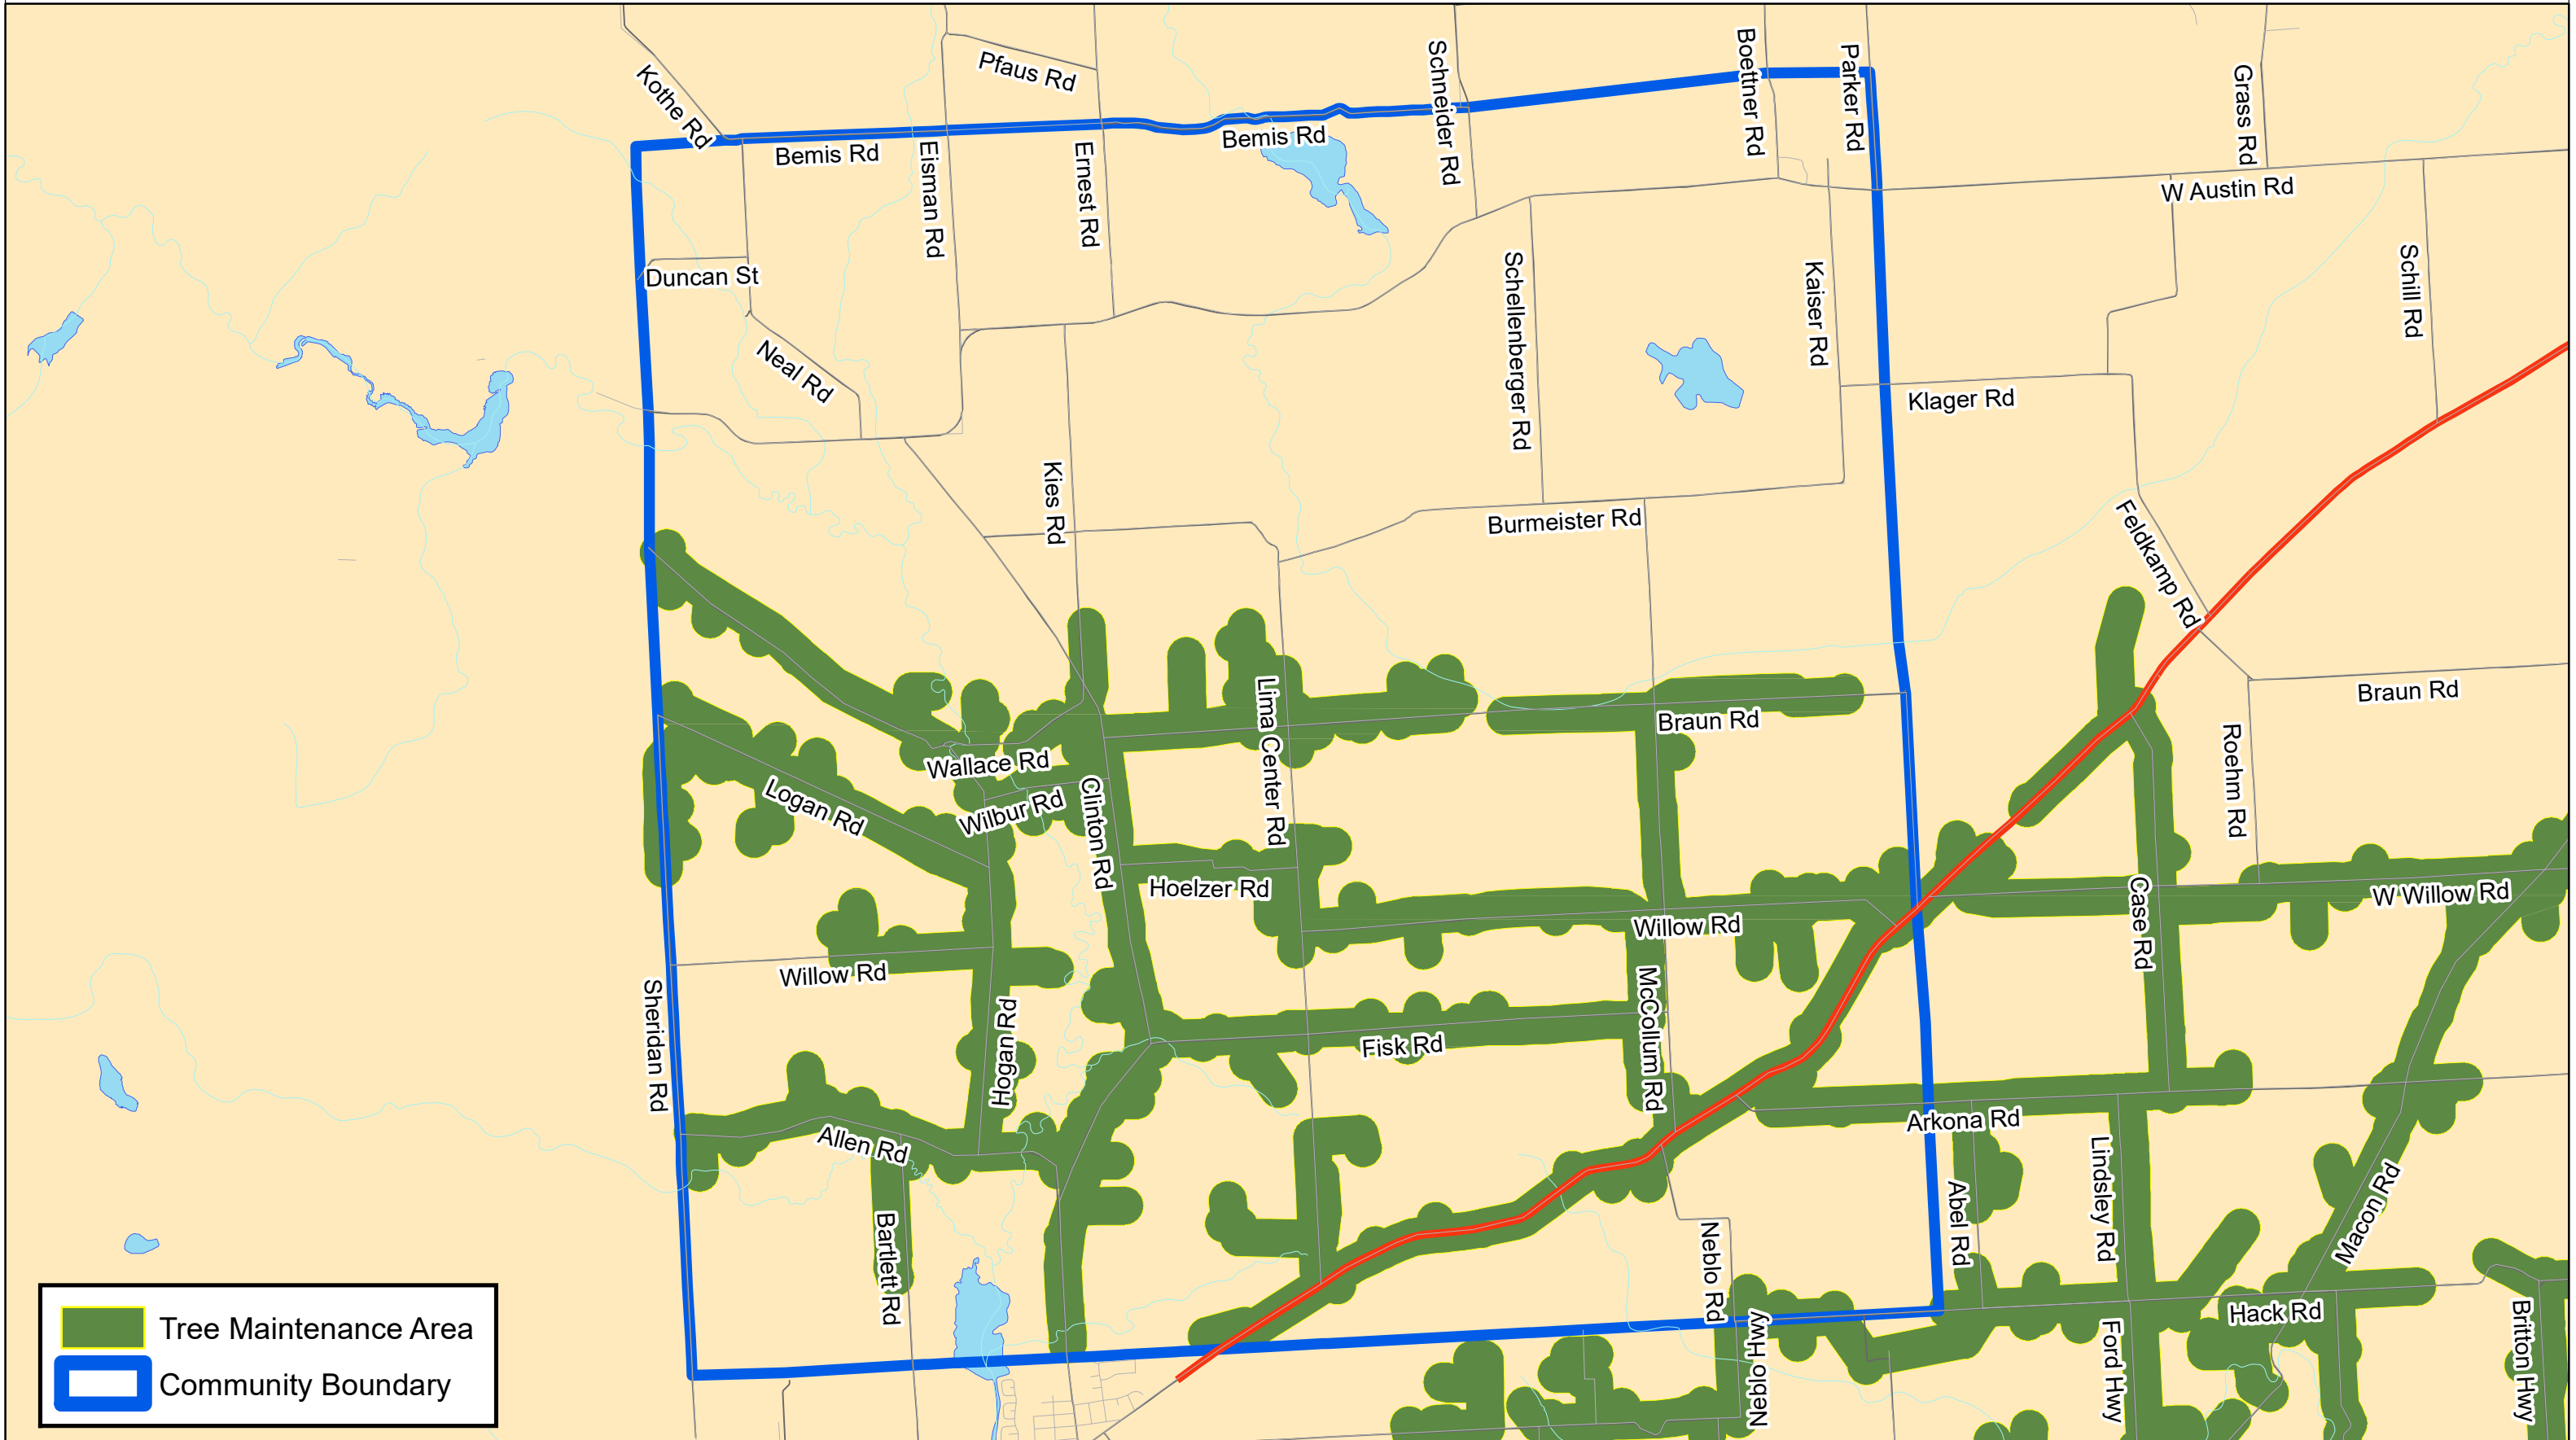 Pfaus Rd
Kothe Rd
Schneider Rd
Boettner Rd
Parker Rd
Grass Rd
Bemis Rd
Bemis Rd
Eisman Rd
Ernest Rd
W Austin Rd
Duncan St
Schellenberger Rd
Kaiser Rd
Schill Rd
Neal Rd
Klager Rd
Kies Rd
Burmeister Rd
Feldkamp Rd
Braun Rd
Braun Rd
Lima Center Rd
Roehm Rd
Wallace Rd
Wilbur Rd
Clinton Rd
Logan Rd
Hoelzer Rd
Case Rd
W Willow Rd
Willow Rd
Willow Rd
Sheridan Rd
Hogan Rd
McCollum Rd
Fisk Rd
Arkona Rd
Allen Rd
Lindsley Rd
Abel Rd
Macon Rd
Bartlett Rd
Neblo Rd
Hack Rd
Neblo Hwy
Ford Hwy
Britton Hwy
Tree Maintenance Area
Community Boundary